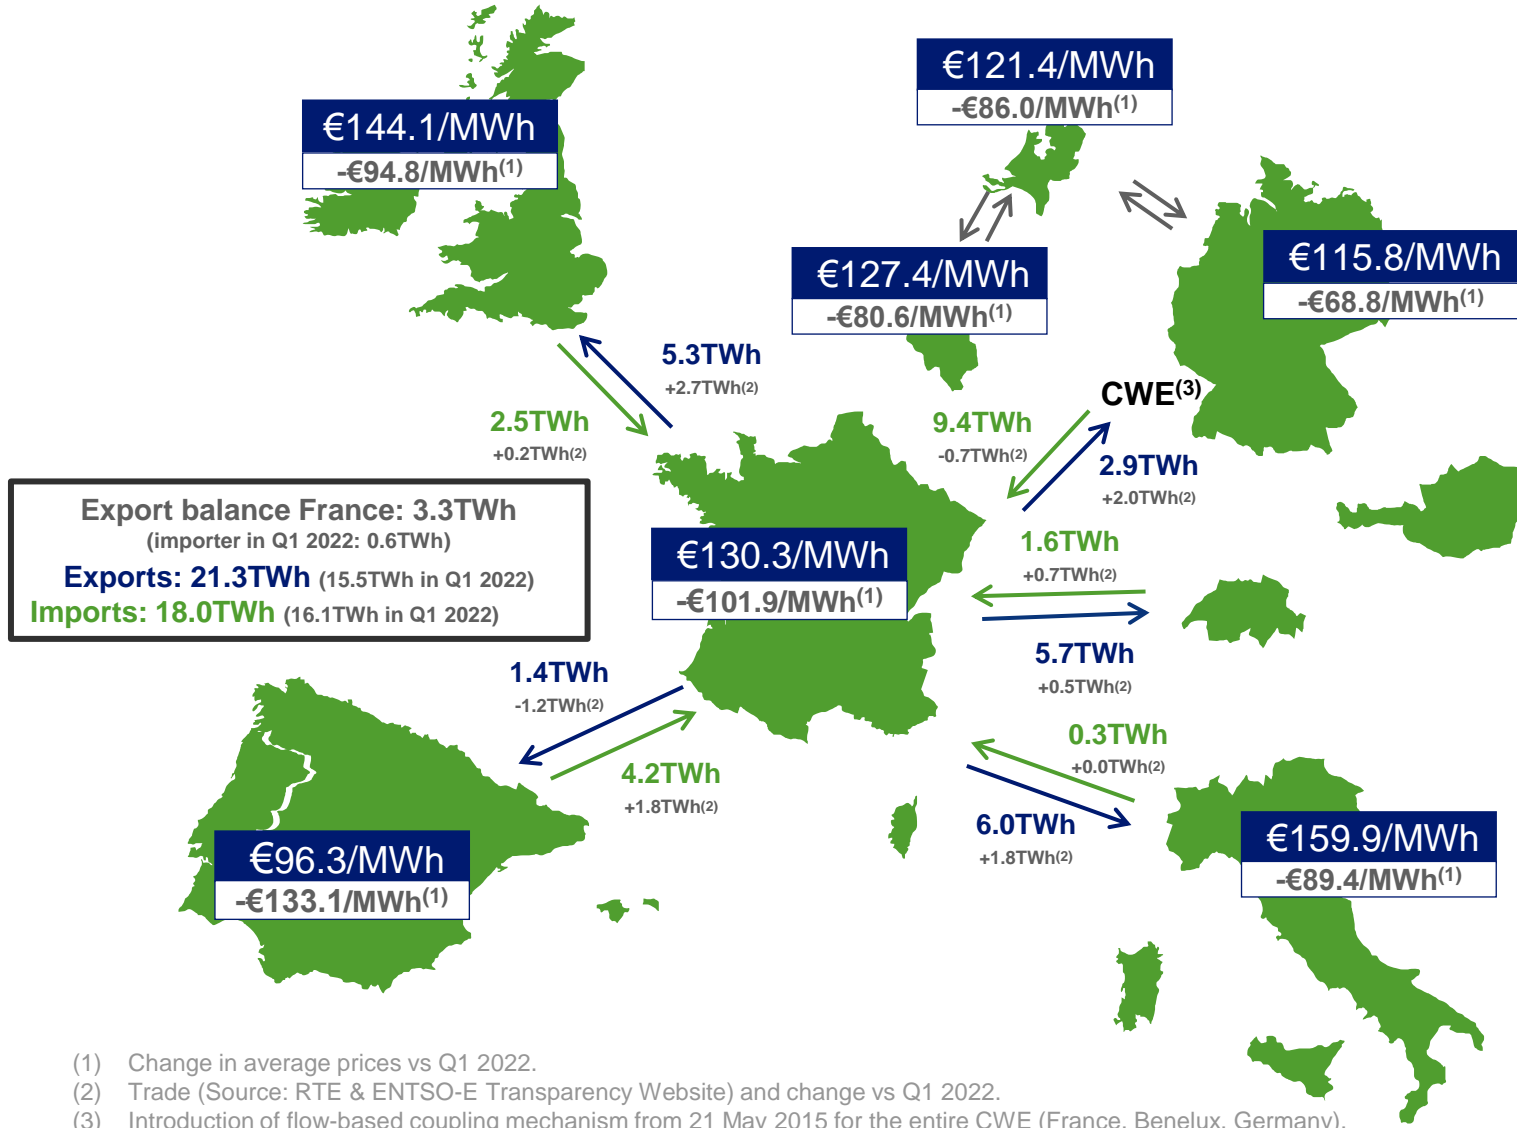 €121.4/MWh
-€86.0/MWh(1)
€144.1/MWh
-€94.8/MWh(1)
€115.8/MWh
-€68.8/MWh(1)
€127.4/MWh
-€80.6/MWh(1)
5.3TWh
+2.7TWh(2)
2.5TWh
+0.2TWh(2)
CWE(3)
9.4TWh
-0.7TWh(2)
2.9TWh
+2.0TWh(2)
Export balance France: 3.3TWh
(importer in Q1 2022: 0.6TWh)
Exports: 21.3TWh (15.5TWh in Q1 2022)
Imports: 18.0TWh (16.1TWh in Q1 2022)
€130.3/MWh
-€101.9/MWh(1)
1.6TWh
+0.7TWh(2)
5.7TWh
+0.5TWh(2)
1.4TWh
-1.2TWh(2)
4.2TWh
+1.8TWh(2)
0.3TWh
+0.0TWh(2)
6.0TWh
+1.8TWh(2)
€96.3/MWh
-€133.1/MWh(1)
€159.9/MWh
-€89.4/MWh(1)
(1) Change in average prices vs Q1 2022.
(2) Trade (Source: RTE & ENTSO-E Transparency Website) and change vs Q1 2022.
(3) Introduction of flow-based coupling mechanism from 21 May 2015 for the entire CWE (France, Benelux, Germany).